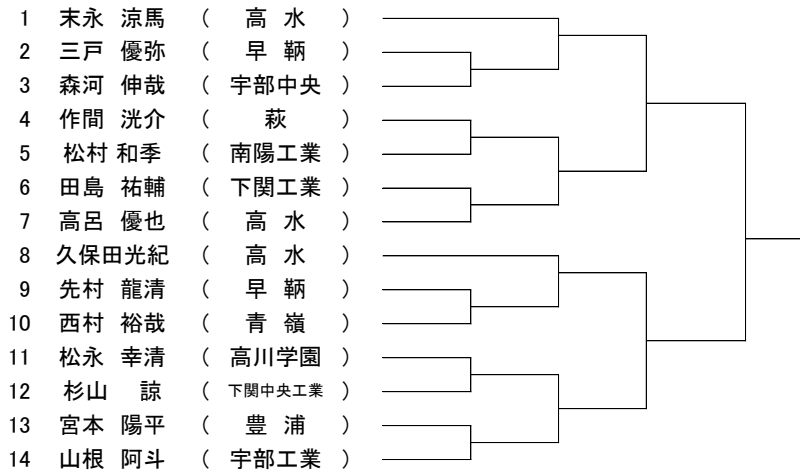 1 末永 涼馬 ( 高 水 )
2 三戸 優弥 ( 早 鞆 )
3 森河 伸哉 ( 宇部中央 )
4 作間 洸介 ( 萩 )
5 松村 和季 ( 南陽工業 )
6 田島 祐輔 ( 下関工業 )
7 高呂 優也 ( 高 水 )
8 久保田光紀 ( 高 水 )
9 先村 龍清 ( 早 鞆 )
10 西村 裕哉 ( 青 嶺 )
11 松永 幸清 ( 高川学園 )
12 杉山 諒 ( 下関中央工業 )
13 宮本 陽平 ( 豊 浦 )
14 山根 阿斗 ( 宇部工業 )